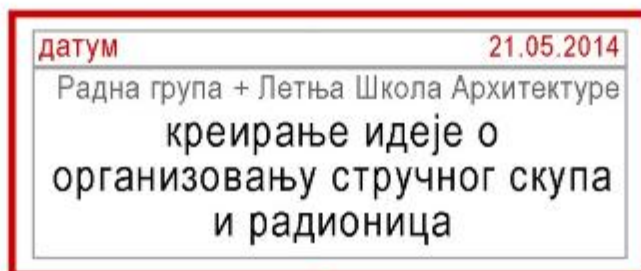 датум 21.05.2014
Радна група + Летња Школа Архитектуре
креирање идеје о
организовању стручног скупа
и радионица